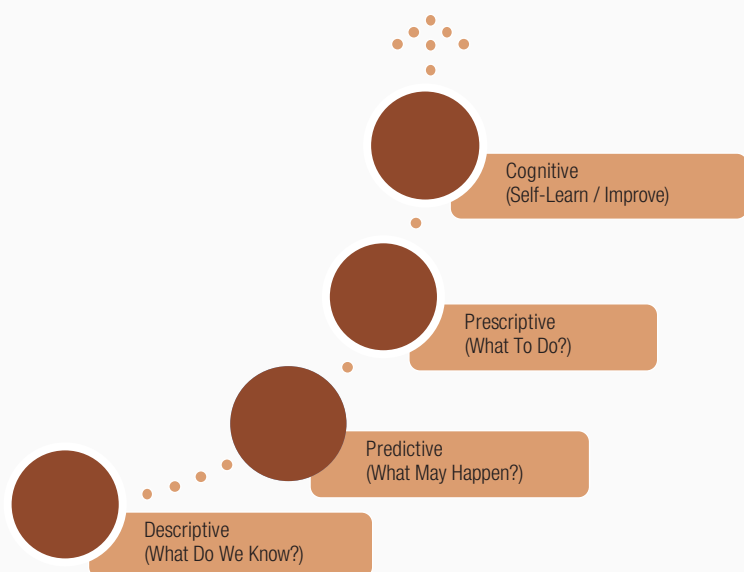 Cognitive
(Self-Learn / Improve)
Prescriptive
(What To Do?)
Predictive
(What May Happen?)
Descriptive
(What Do We Know?)